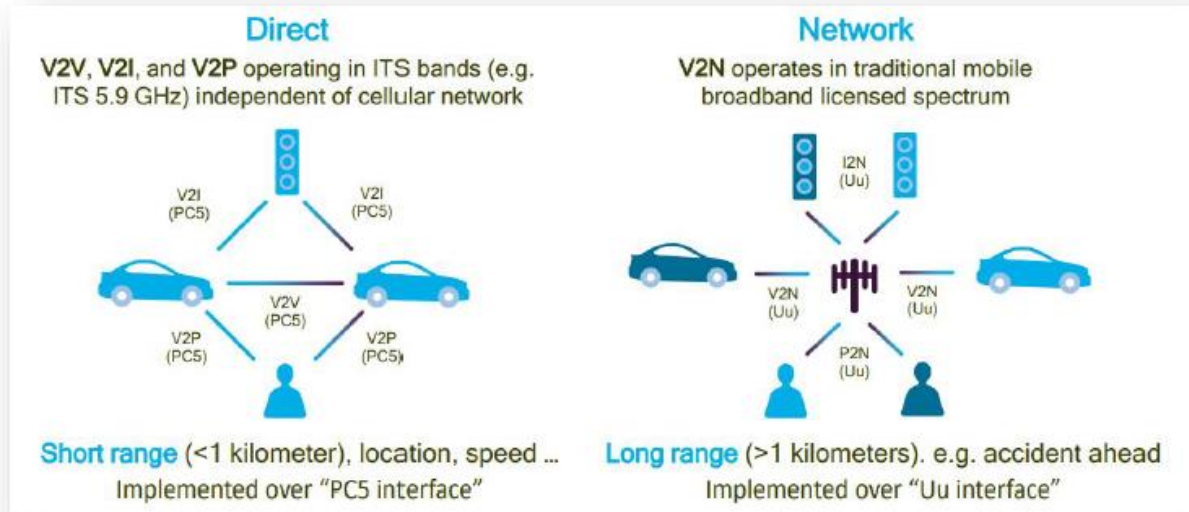 Direct
V2V, V2I, and V2P operating in ITS bands (e.g.
ITS 5.9 GHz) independent of cellular network
V2I
(PC5)
V2I
(PC5)
V2V
(PC5)
V2P
(PC5)
V2P
(PC5)
Short range (<1 kilometer), location, speed ...
Implemented over "PC5 interface"
Network
V2N operates in traditional mobile
broadband licensed spectrum
I2N
(Uu)
V2N
(Uu)
V2N
(Uu)
P2N
(Uu)
Long range (>1 kilometers). e.g. accident ahead
Implemented over "Uu interface"